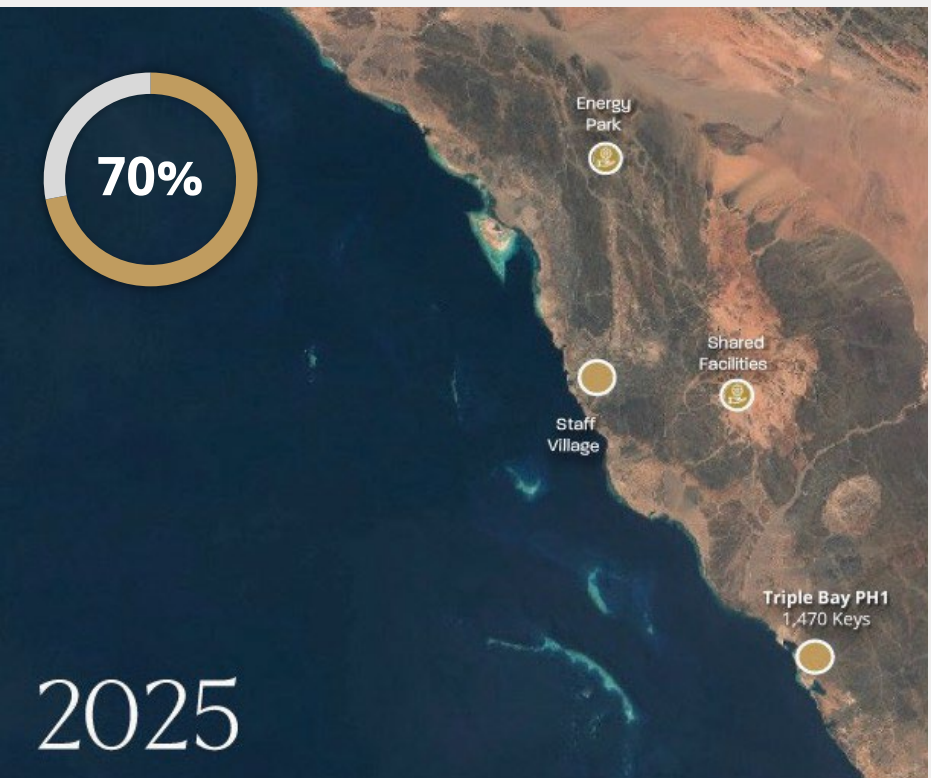 70%
Energy
Park
Shared
Facilities
Staff
Village
Triple Bay PH1
1,470 Keys
2025